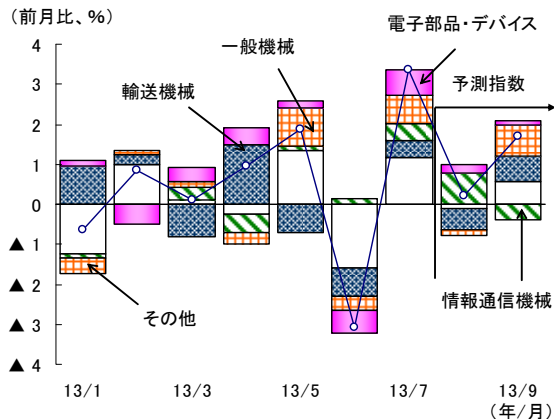 （前月比、%）
電子部品・デバイス
一般機械
輸送機械
予測指数
4
3
2
1
0
▲ 1
▲ 2
▲ 3
▲ 4
その他
情報通信機械
13/1
13/3
13/5
13/7
13/9
（年/月）